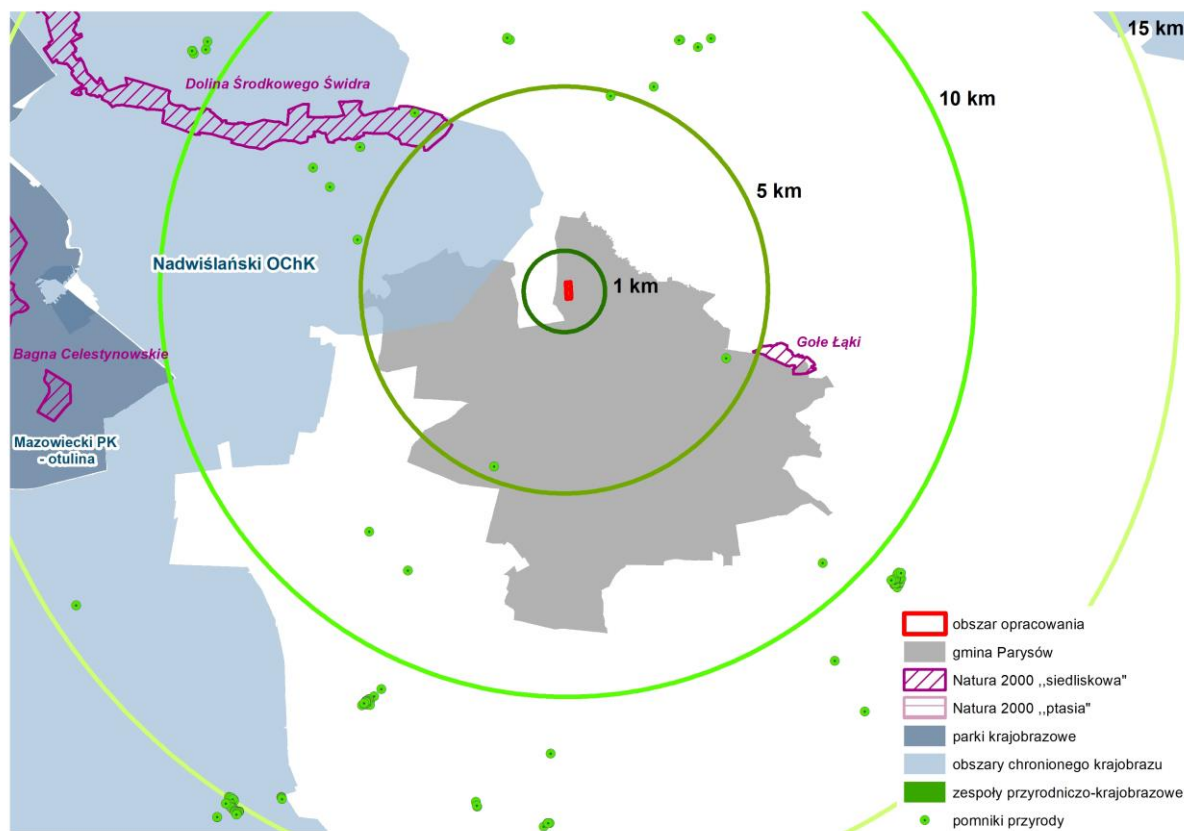 15 km
Dolina Środkowego Świdra
10 km
5 km
Nadwiślański OChK
1 km
Gołe Łąki
Bagna Celestynowskie
Mazowiecki PK
- otulina
obszar opracowania
gmina Parysów
Natura 2000 ,,siedliskowa"
Natura 2000 ,,ptasia"
parki krajobrazowe
obszary chronionego krajobrazu
zespoły przyrodniczo-krajobrazowe
pomniki przyrody